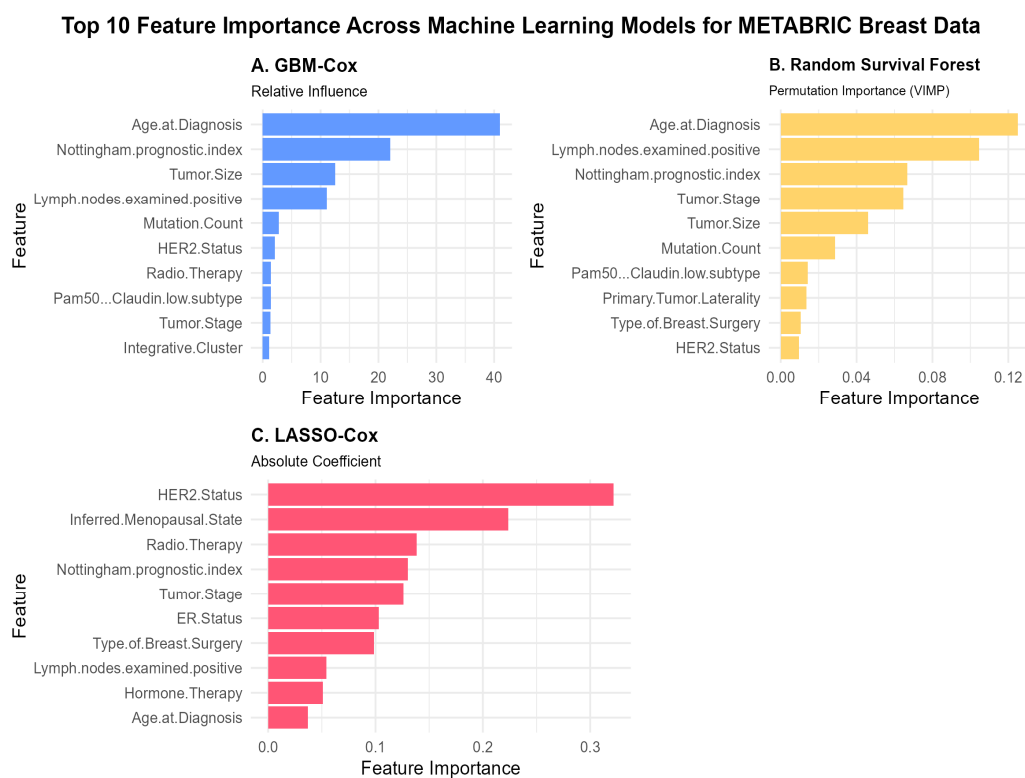 Top 10 Feature Importance Across Machine Learning Models for METABRIC Breast Data
A. GBM-Cox
Relative Influence
Feature
Age.at.Diagnosis
Nottingham.prognostic.index
Tumor.Size
Lymph.nodes.examined.positive
Mutation.Count
HER2.Status
Radio.Therapy
Pam50...Claudin.low.subtype
Tumor.Stage
Integrative.Cluster
0 10 20 30 40
Feature Importance
B. Random Survival Forest
Permutation Importance (VIMP)
Feature
Age.at.Diagnosis
Lymph.nodes.examined.positive
Nottingham.prognostic.index
Tumor.Stage
Tumor.Size
Mutation.Count
Pam50...Claudin.low.subtype
Primary.Tumor.Laterality
Type.of.Breast.Surgery
HER2.Status
0.00 0.04 0.08 0.12
Feature Importance
C. LASSO-Cox
Absolute Coefficient
Feature
HER2.Status
Inferred.Menopausal.State
Radio.Therapy
Nottingham.prognostic.index
Tumor.Stage
ER.Status
Type.of.Breast.Surgery
Lymph.nodes.examined.positive
Hormone.Therapy
Age.at.Diagnosis
0.0 0.1 0.2 0.3
Feature Importance